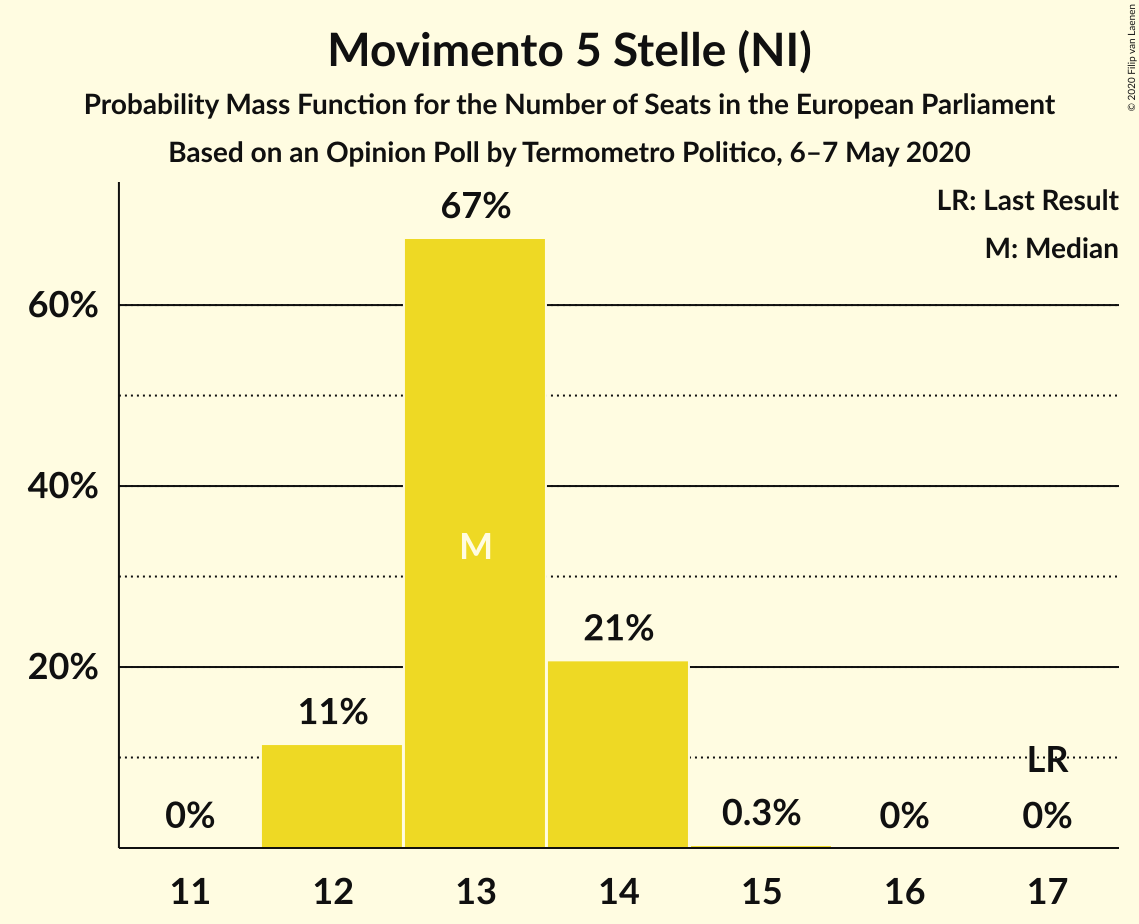 Movimento 5 Stelle (NI)
Probability Mass Function for the Number of Seats in the European Parliament
Based on an Opinion Poll by Termometro Politico, 6–7 May 2020
© 2020 Filip van Laenen
LR: Last Result
M: Median
67%
60%
40%
M
21%
20%
11%
LR
0%
0.3%
0%
0%
11 12 13 14 15 16 17